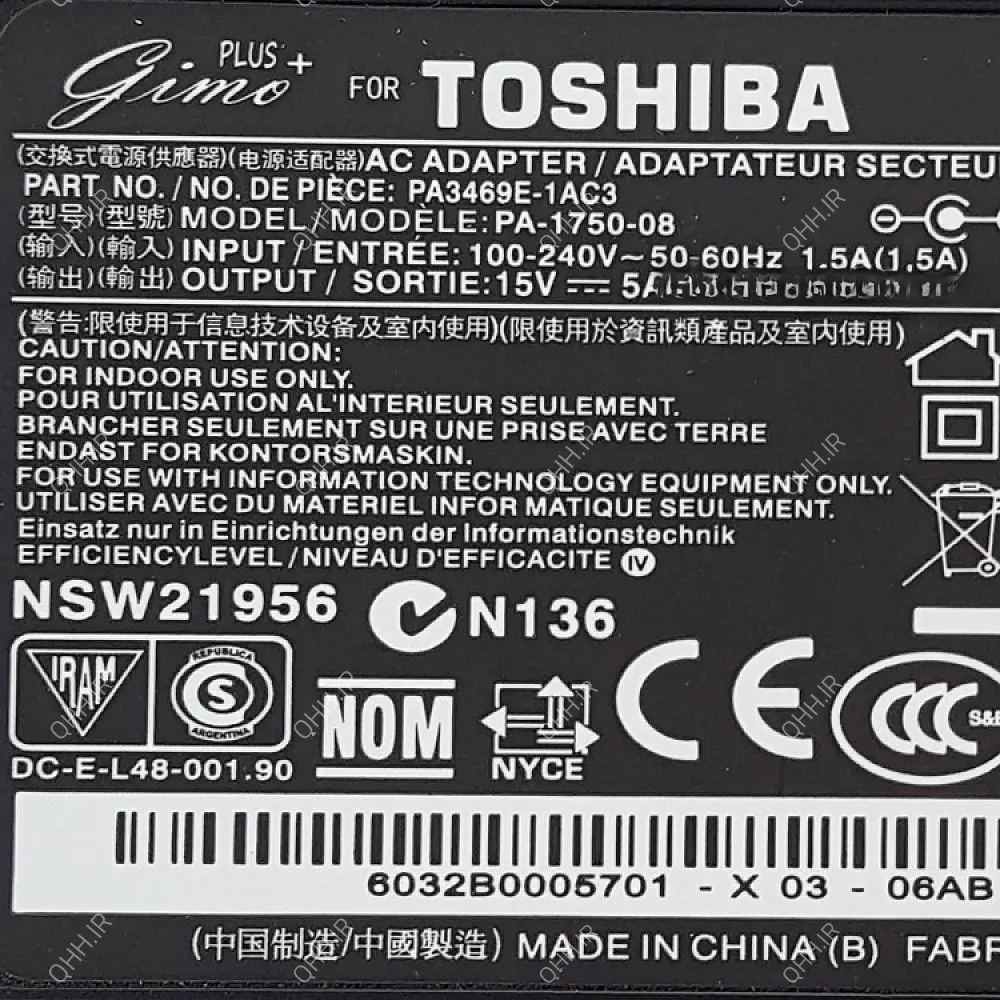 Gimo PLUS + FOR TOSHIBA
(交換式電源供應器)(电源适配器)AC ADAPTER / ADAPTATEUR SECTEU
PART. NO. / NO. DE PIÈCE: PA3469E-1AC3
(型号)(型號) MODEL / MODÈLE: PA-1750-08
(输入)(輸入) INPUT / ENTRÉE: 100-240V~50-60Hz 1.5A(1,5A)
(输出)(輸出) OUTPUT / SORTIE: 15V ⎓ 5A
(警告:限使用于信息技术设备及室内使用)(限使用於資訊類產品及室內使用)
CAUTION/ATTENTION:
FOR INDOOR USE ONLY.
POUR UTILISATION AL'INTERIEUR SEULEMENT.
BRANCHER SEULEMENT SUR UNE PRISE AVEC TERRE
ENDAST FOR KONTORSMASKIN.
FOR USE WITH INFORMATION TECHNOLOGY EQUIPMENT ONLY.
UTILISER AVEC DU MATERIEL INFOR MATIQUE SEULEMENT.
Einsatz nur in Einrichtungen der Informationstechnik
EFFICIENCYLEVEL / NIVEAU D'EFFICACITE IV
NSW21956 N136
IRAM
REPUBLICA
S
ARGENTINA
DC-E-L48-001.90
NOM
NYCE
CE
CCC S&E
6032B0005701 - X 03 - 06AB
(中国制造/中國製造) MADE IN CHINA (B) FABR
QHH.IR